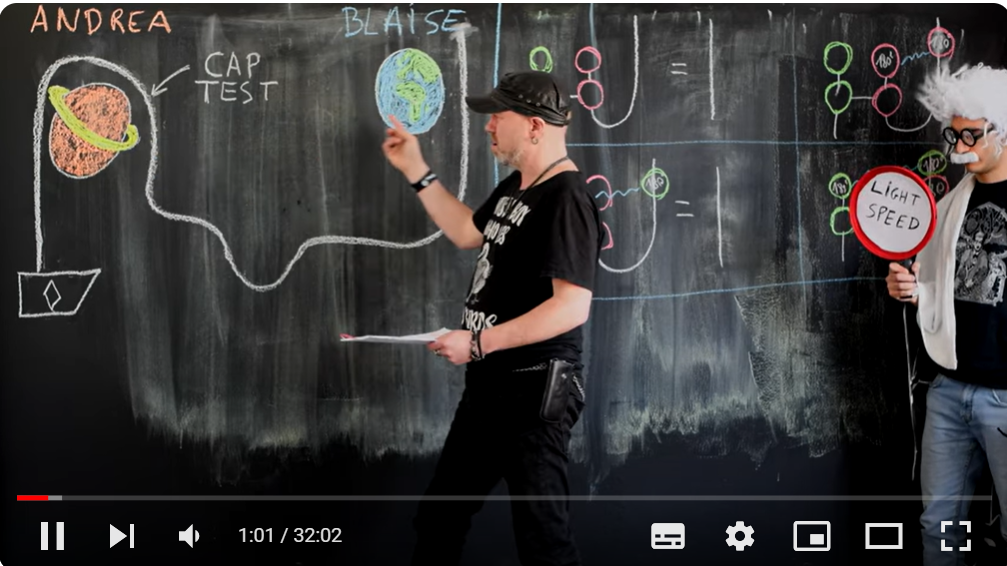 ANDREA
BLAISE
CAP
TEST
=
=
LIGHT
SPEED
1:01 / 32:02